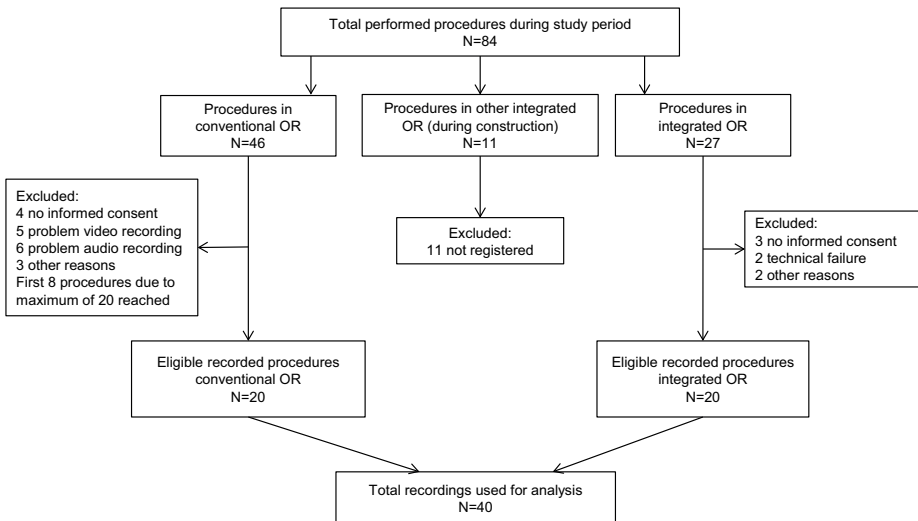 Total performed procedures during study period
N=84
Procedures in
conventional OR
N=46
Procedures in other integrated
OR (during construction)
N=11
Procedures in
integrated OR
N=27
Excluded:
4 no informed consent
5 problem video recording
6 problem audio recording
3 other reasons
First 8 procedures due to
maximum of 20 reached
Excluded:
11 not registered
Excluded:
3 no informed consent
2 technical failure
2 other reasons
Eligible recorded procedures
conventional OR
N=20
Eligible recorded procedures
integrated OR
N=20
Total recordings used for analysis
N=40